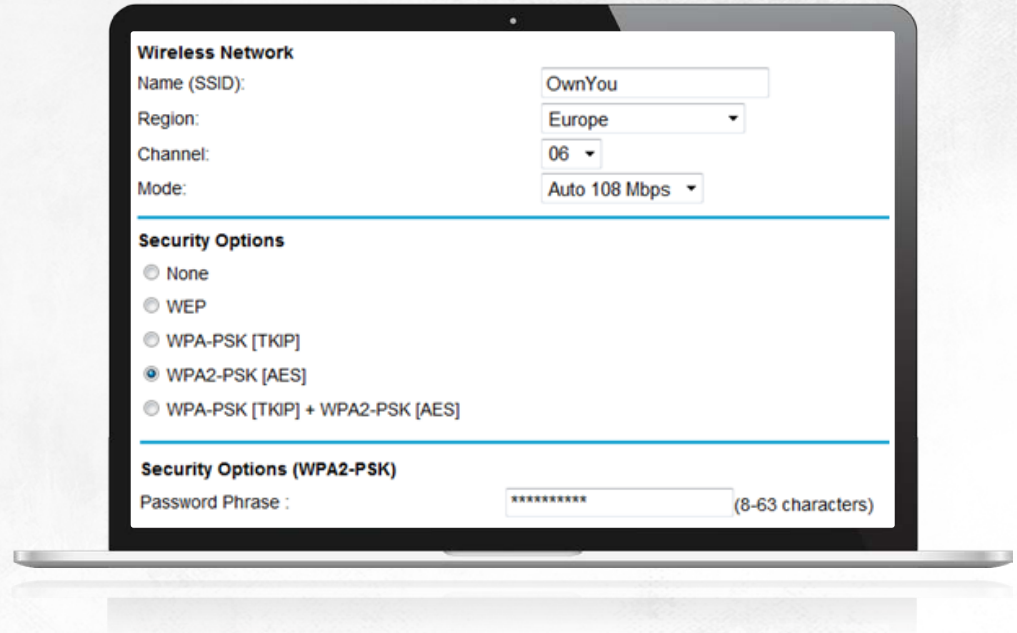 Wireless Network
Name (SSID): OwnYou
Region: Europe
Channel: 06
Mode: Auto 108 Mbps
Security Options
None
WEP
WPA-PSK [TKIP]
WPA2-PSK [AES]
WPA-PSK [TKIP] + WPA2-PSK [AES]
Security Options (WPA2-PSK)
Password Phrase : ********** (8-63 characters)